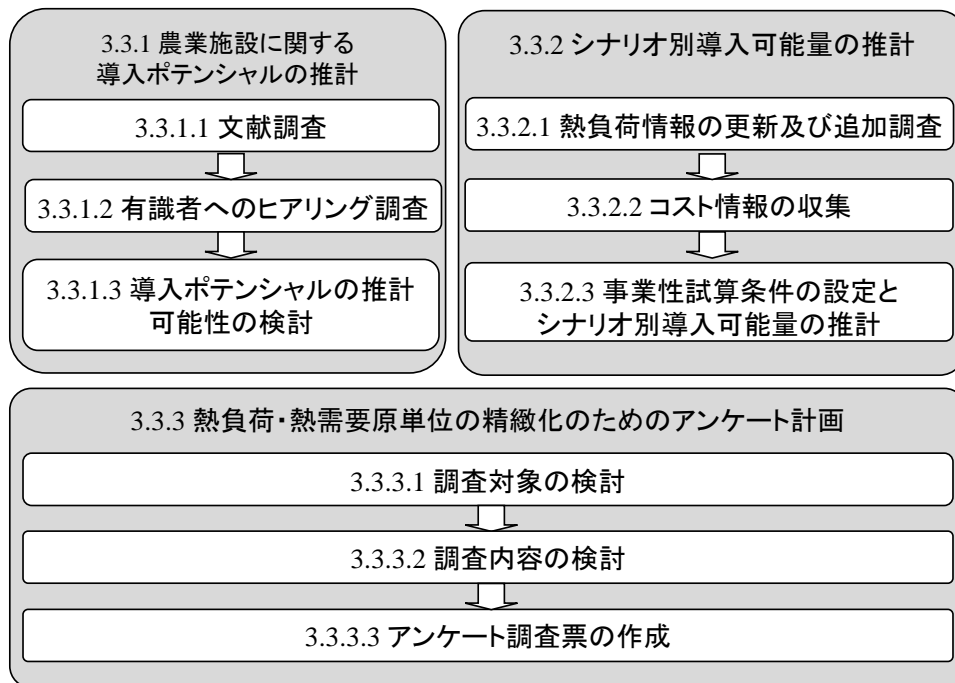 3.3.1 農業施設に関する
導入ポテンシャルの推計
3.3.1.1 文献調査
3.3.1.2 有識者へのヒアリング調査
3.3.1.3 導入ポテンシャルの推計
可能性の検討
3.3.2 シナリオ別導入可能量の推計
3.3.2.1 熱負荷情報の更新及び追加調査
3.3.2.2 コスト情報の収集
3.3.2.3 事業性試算条件の設定と
シナリオ別導入可能量の推計
3.3.3 熱負荷・熱需要原単位の精緻化のためのアンケート計画
3.3.3.1 調査対象の検討
3.3.3.2 調査内容の検討
3.3.3.3 アンケート調査票の作成